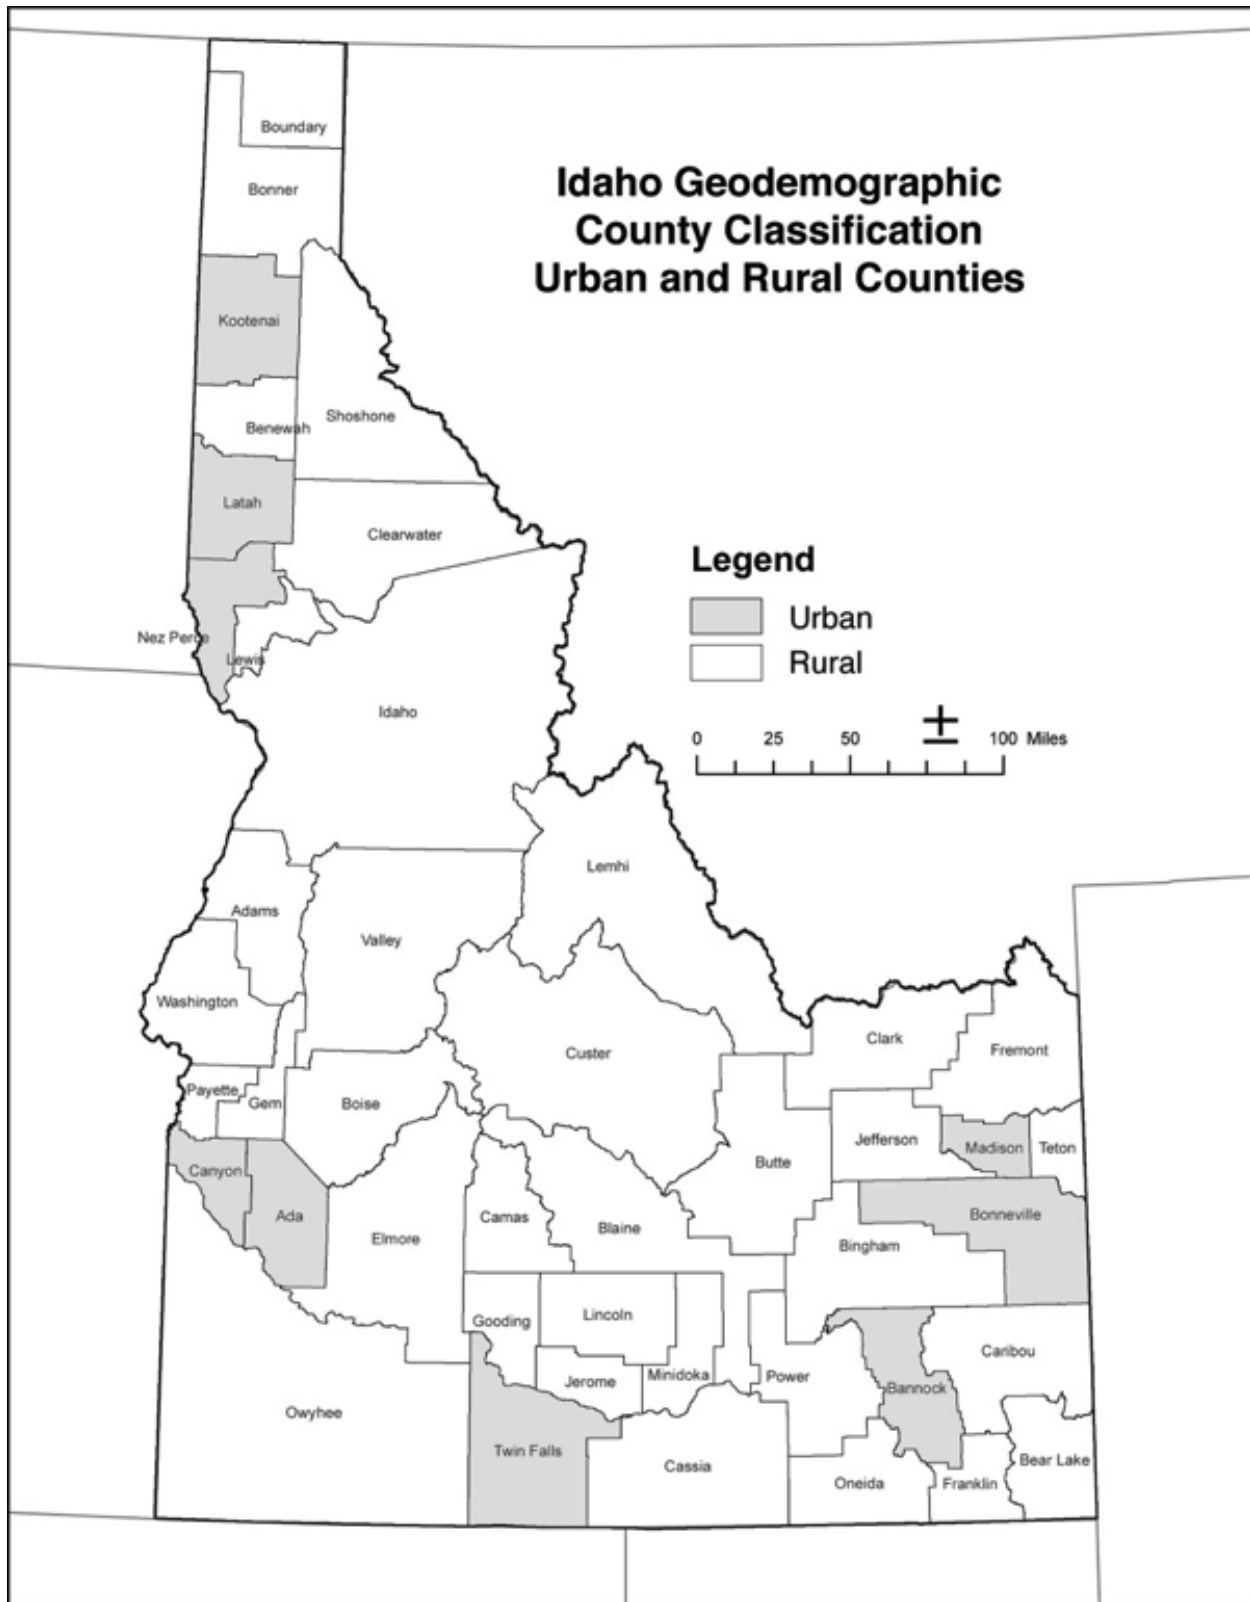 Idaho Geodemographic
County Classification
Urban and Rural Counties
Boundary
Bonner
Kootenai
Shoshone
Benewah
Latah
Clearwater
Legend
Urban
Nez Perce
Lewis
Rural
Idaho
0 25 50 100 Miles
Lemhi
Adams
Valley
Washington
Custer
Clark
Fremont
Payette
Gem
Boise
Jefferson
Madison
Teton
Canyon
Butte
Ada
Camas
Blaine
Bonneville
Elmore
Bingham
Gooding
Lincoln
Caribou
Jerome
Minidoka
Power
Bannock
Owyhee
Twin Falls
Cassia
Oneida
Franklin
Bear Lake